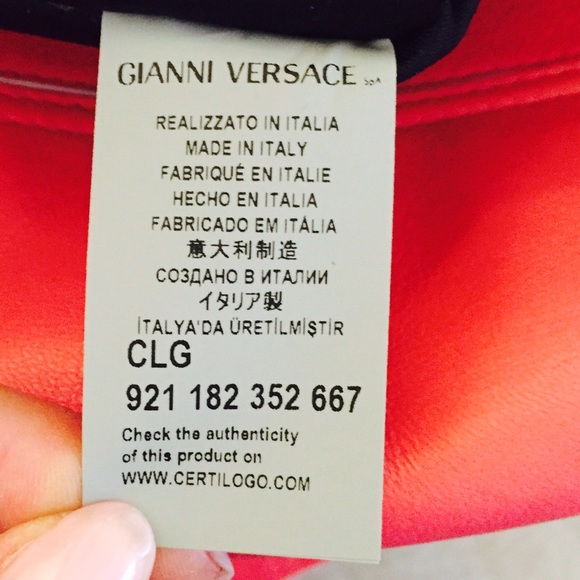 GIANNI VERSACE SpA
REALIZZATO IN ITALIA
MADE IN ITALY
FABRIQUÉ EN ITALIE
HECHO EN ITALIA
FABRICADO EM ITÁLIA
意大利制造
СОЗДАНО В ИТАЛИИ
イタリア製
İTALYA'DA ÜRETİLMİŞTİR
CLG
921 182 352 667
Check the authenticity
of this product on
WWW.CERTILOGO.COM